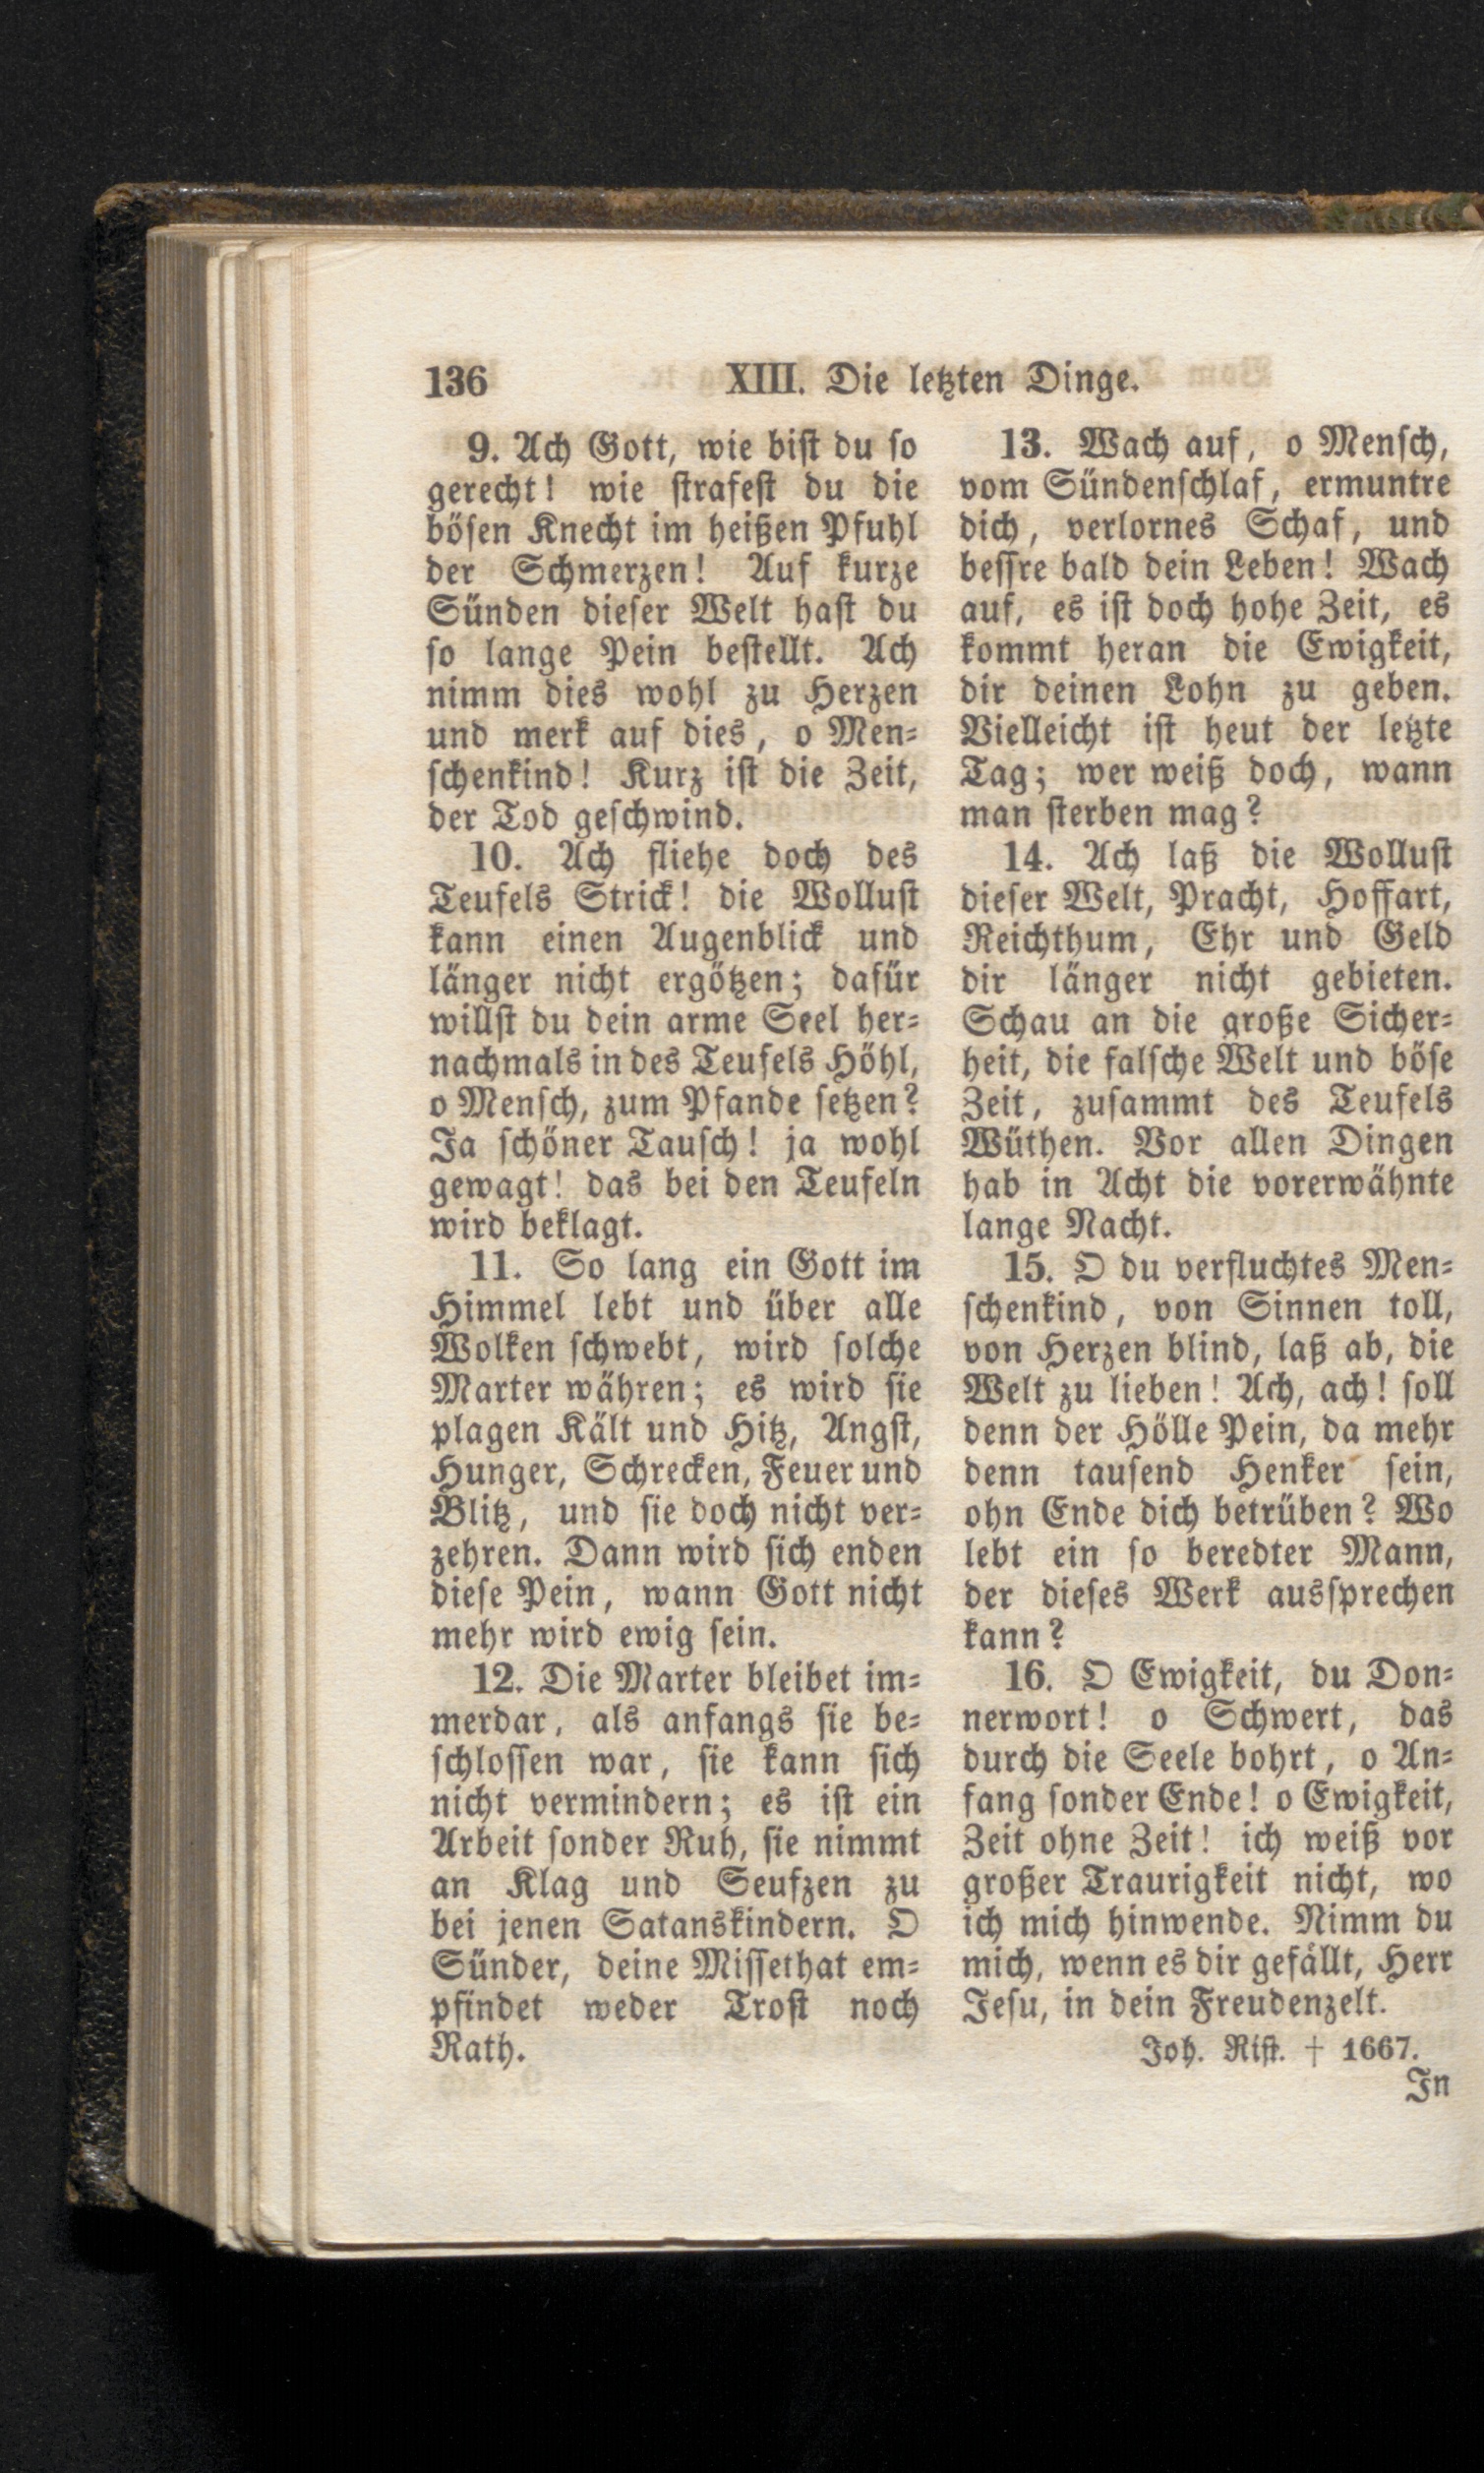 136 XIII. Die letzten Dinge.
9. Ach Gott, wie bist du so
gerecht! wie strafest du die
bösen Knecht im heißen Pfuhl
der Schmerzen! Auf kurze
Sünden dieser Welt hast du
so lange Pein bestellt. Ach
nimm dies wohl zu Herzen
und merk auf dies, o Men-
schenkind! Kurz ist die Zeit,
der Tod geschwind.
10. Ach fliehe doch des
Teufels Strick! die Wollust
kann einen Augenblick und
länger nicht ergötzen; dafür
willst du dein arme Seel her-
nachmals in des Teufels Höhl,
o Mensch, zum Pfande setzen?
Ja schöner Tausch! ja wohl
gewagt! das bei den Teufeln
wird beklagt.
11. So lang ein Gott im
Himmel lebt und über alle
Wolken schwebt, wird solche
Marter währen; es wird sie
plagen Kält und Hitz, Angst,
Hunger, Schrecken, Feuer und
Blitz, und sie doch nicht ver-
zehren. Dann wird sich enden
diese Pein, wann Gott nicht
mehr wird ewig sein.
12. Die Marter bleibet im-
merdar, als anfangs sie be-
schlossen war, sie kann sich
nicht vermindern; es ist ein
Arbeit sonder Ruh, sie nimmt
an Klag und Seufzen zu
bei jenen Satanskindern. O
Sünder, deine Missethat em-
pfindet weder Trost noch
Rath.
13. Wach auf, o Mensch,
vom Sündenschlaf, ermuntre
dich, verlornes Schaf, und
bessre bald dein Leben! Wach
auf, es ist doch hohe Zeit, es
kommt heran die Ewigkeit,
dir deinen Lohn zu geben.
Vielleicht ist heut der letzte
Tag; wer weiß doch, wann
man sterben mag?
14. Ach laß die Wollust
dieser Welt, Pracht, Hoffart,
Reichthum, Ehr und Geld
dir länger nicht gebieten.
Schau an die große Sicher-
heit, die falsche Welt und böse
Zeit, zusammt des Teufels
Wüthen. Vor allen Dingen
hab in Acht die vorerwähnte
lange Nacht.
15. O du verfluchtes Men-
schenkind, von Sinnen toll,
von Herzen blind, laß ab, die
Welt zu lieben! Ach, ach! soll
denn der Hölle Pein, da mehr
denn tausend Henker sein,
ohn Ende dich betrüben? Wo
lebt ein so beredter Mann,
der dieses Werk aussprechen
kann?
16. O Ewigkeit, du Don-
nerwort! o Schwert, das
durch die Seele bohrt, o An-
fang sonder Ende! o Ewigkeit,
Zeit ohne Zeit! ich weiß vor
großer Traurigkeit nicht, wo
ich mich hinwende. Nimm du
mich, wenn es dir gefällt, Herr
Jesu, in dein Freudenzelt.
Joh. Rist. † 1667.
In